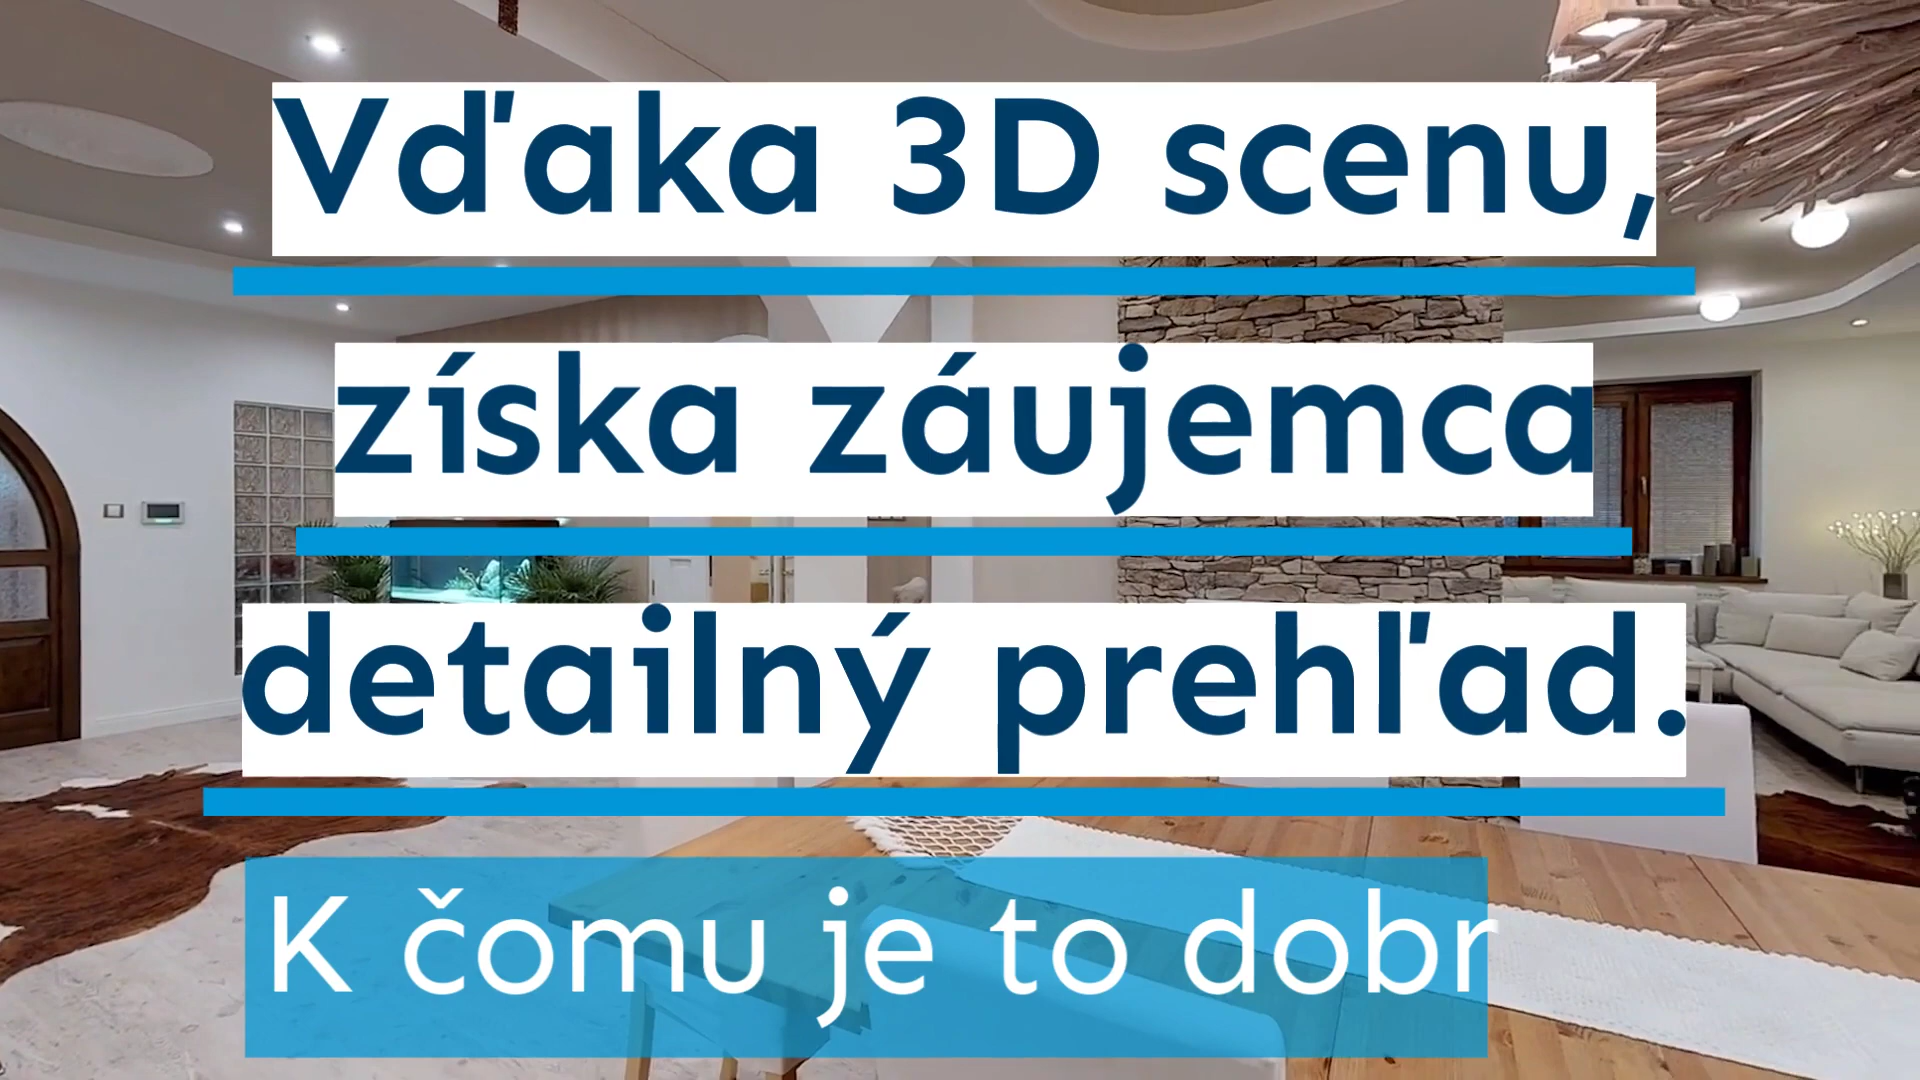 Vďaka 3D scenu,
získa záujemca
detailný prehľad.
K čomu je to dobr